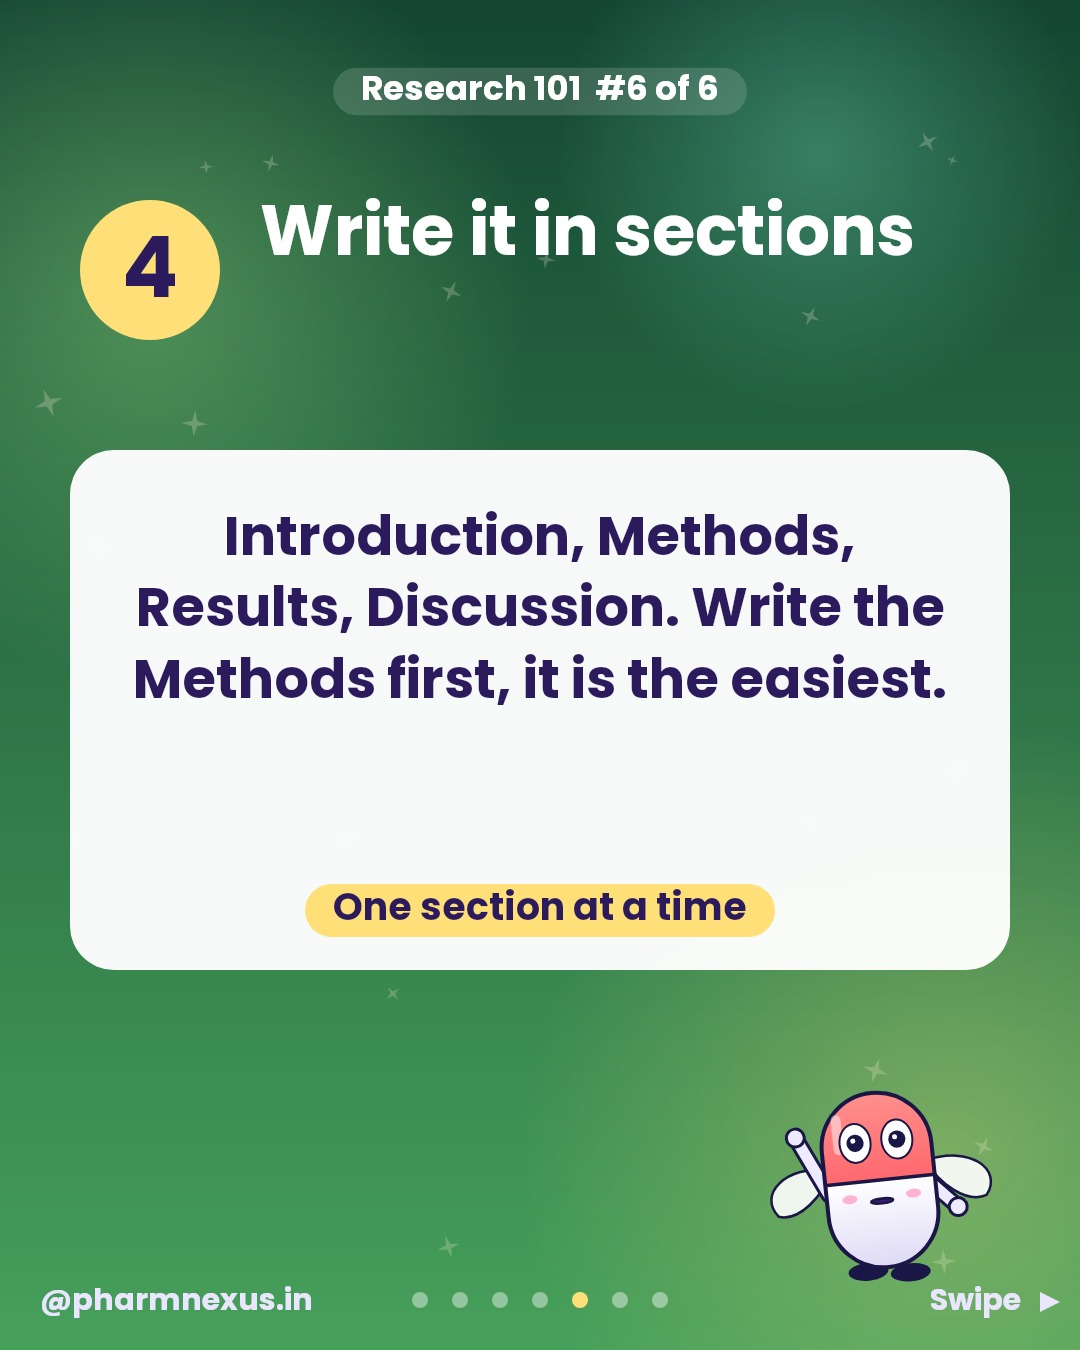 Research 101 #6 of 6
4
Write it in sections
Introduction, Methods,
Results, Discussion. Write the
Methods first, it is the easiest.
One section at a time
@pharmnexus.in
Swipe ▶